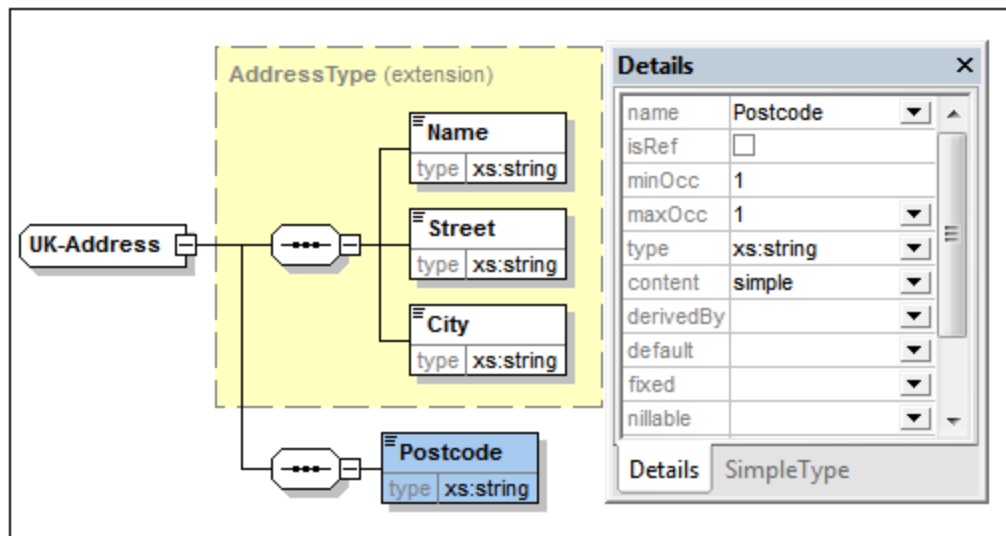 AddressType (extension)
Name
type xs:string
Street
type xs:string
City
type xs:string
UK-Address
Postcode
type xs:string
Details
name Postcode
isRef
minOcc 1
maxOcc 1
type xs:string
content simple
derivedBy
default
fixed
nillable
Details SimpleType